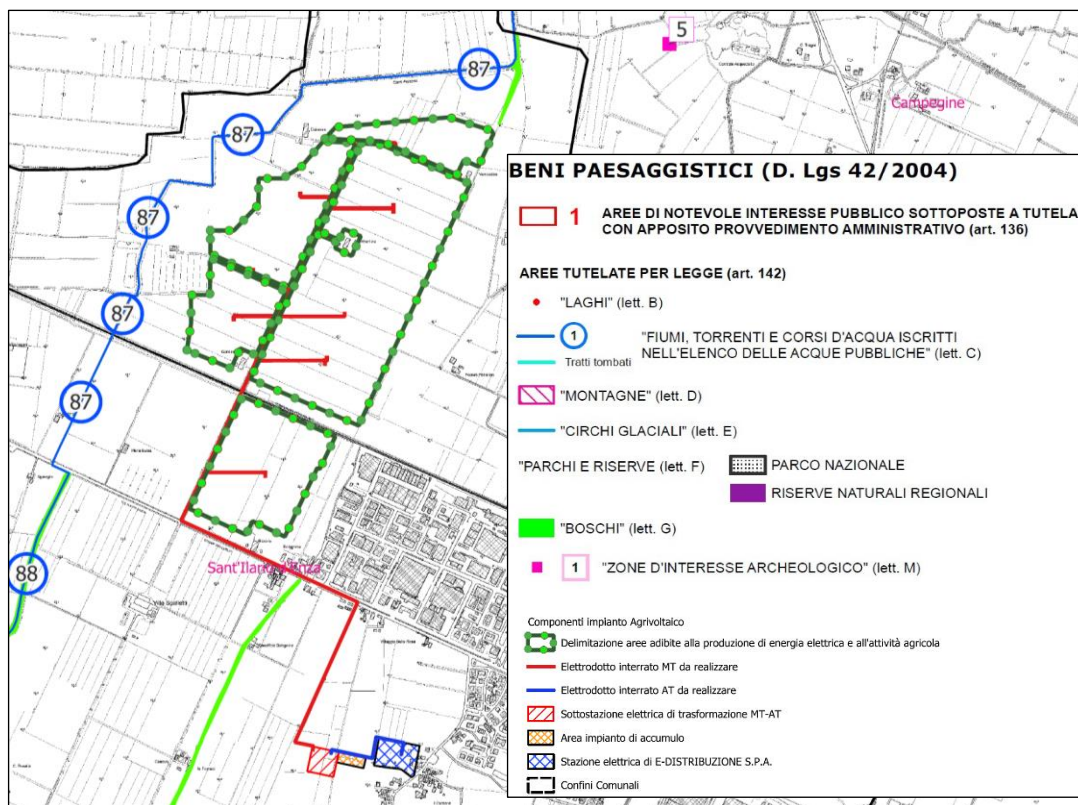 5
Campegine
87
87
87
87
87
88
Sant'Ilario d'Enza
BENI PAESAGGISTICI (D. Lgs 42/2004)
1 AREE DI NOTEVOLE INTERESSE PUBBLICO SOTTOPOSTE A TUTELA
CON APPOSITO PROVVEDIMENTO AMMINISTRATIVO (art. 136)
AREE TUTELATE PER LEGGE (art. 142)
"LAGHI" (lett. B)
1 "FIUMI, TORRENTI E CORSI D'ACQUA ISCRITTI
NELL'ELENCO DELLE ACQUE PUBBLICHE" (lett. C)
Tratti tombati
"MONTAGNE" (lett. D)
"CIRCHI GLACIALI" (lett. E)
"PARCHI E RISERVE (lett. F) PARCO NAZIONALE
RISERVE NATURALI REGIONALI
"BOSCHI" (lett. G)
1 "ZONE D'INTERESSE ARCHEOLOGICO" (lett. M)
Componenti impianto Agrivoltaico
Delimitazione aree adibite alla produzione di energia elettrica e all'attività agricola
Elettrodotto interrato MT da realizzare
Elettrodotto interrato AT da realizzare
Sottostazione elettrica di trasformazione MT-AT
Area impianto di accumulo
Stazione elettrica di E-DISTRIBUZIONE S.P.A.
Confini Comunali